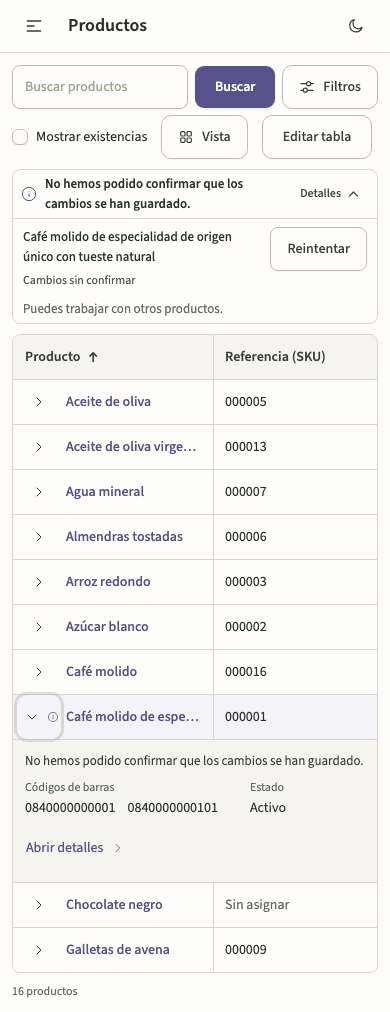 Productos
Buscar productos
Buscar
Filtros
Mostrar existencias
Vista
Editar tabla
No hemos podido confirmar que los
cambios se han guardado.
Detalles
Café molido de especialidad de origen
único con tueste natural
Reintentar
Cambios sin confirmar
Puedes trabajar con otros productos.
Producto
Referencia (SKU)
Aceite de oliva
000005
Aceite de oliva virge…
000013
Agua mineral
000007
Almendras tostadas
000006
Arroz redondo
000003
Azúcar blanco
000002
Café molido
000016
Café molido de espe…
000001
No hemos podido confirmar que los cambios se han guardado.
Códigos de barras
Estado
0840000000001 0840000000101
Activo
Abrir detalles
Chocolate negro
Sin asignar
Galletas de avena
000009
16 productos